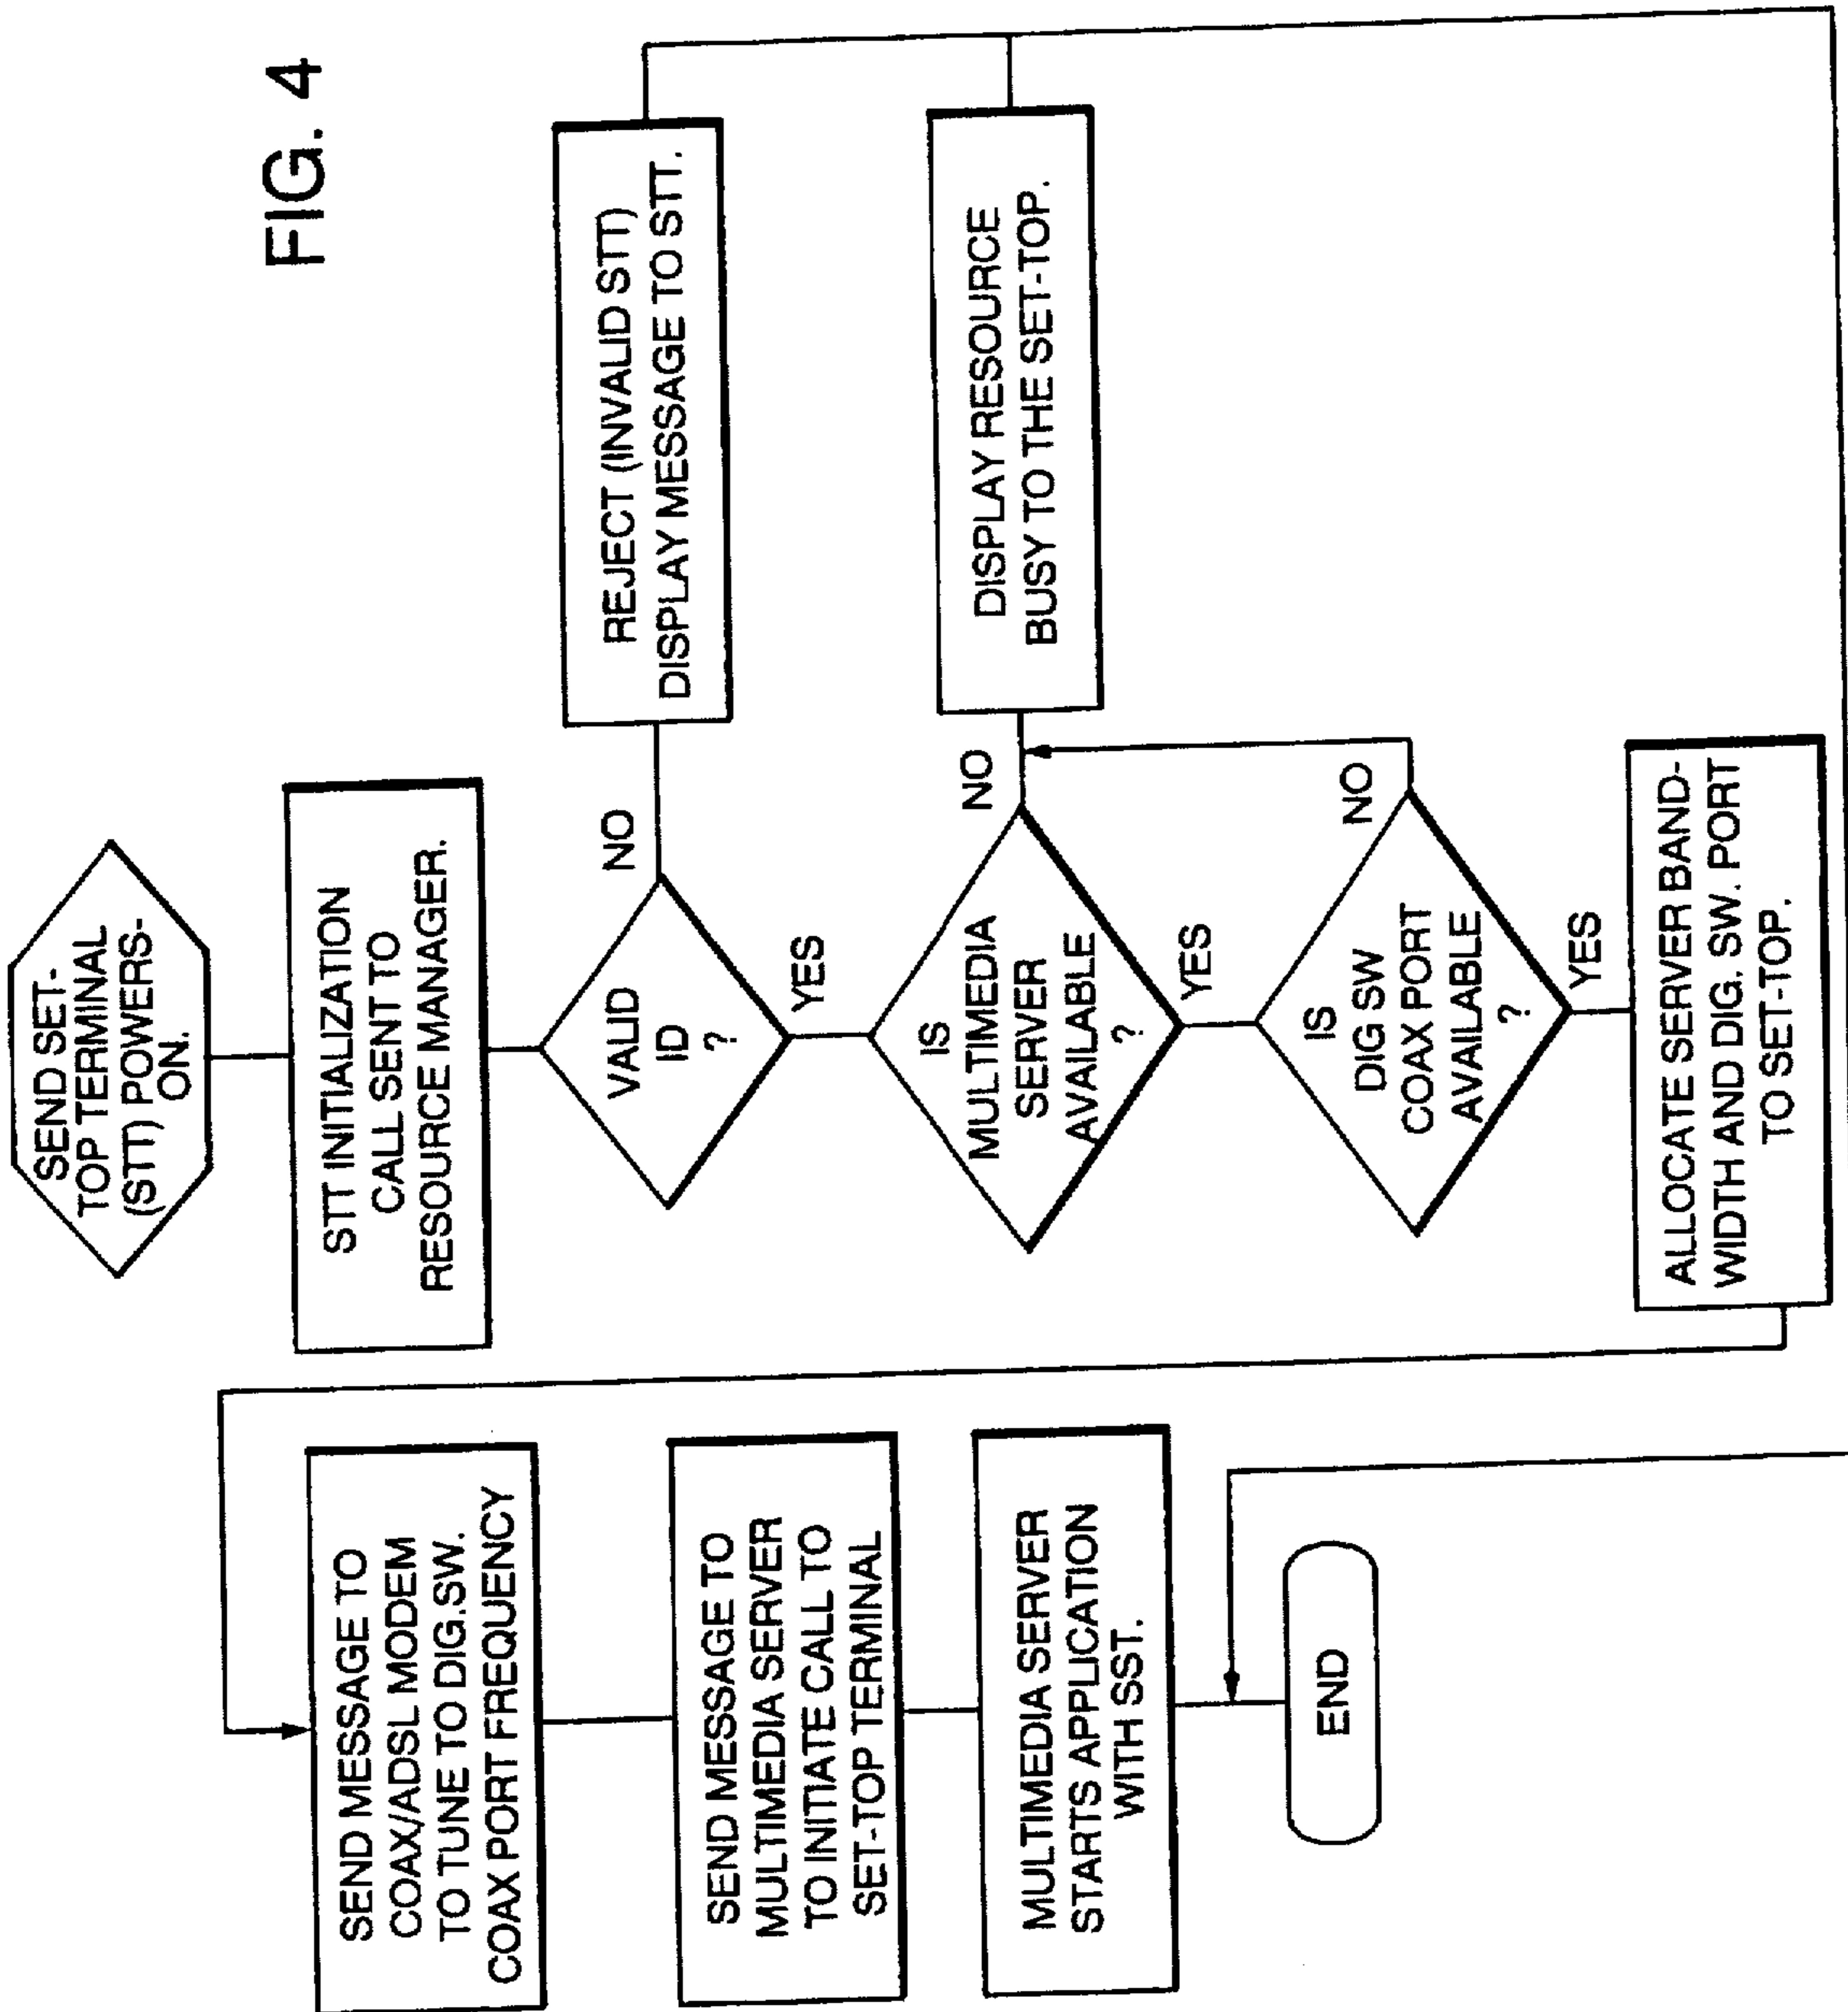 FIG. 4
SEND SET-
TOP TERMINAL
(STT) POWERS-
ON.
STT INITIALIZATION
CALL SENT TO
RESOURCE MANAGER.
VALID
ID
?
NO
YES
REJECT (INVALID STT)
DISPLAY MESSAGE TO STT.
IS
MULTIMEDIA
SERVER
AVAILABLE
?
NO
YES
DISPLAY RESOURCE
BUSY TO THE SET-TOP.
IS
DIG SW
COAX PORT
AVAILABLE
?
NO
YES
ALLOCATE SERVER BAND-
WIDTH AND DIG. SW. PORT
TO SET-TOP.
SEND MESSAGE TO
COAX/ADSL MODEM
TO TUNE TO DIG.SW.
COAX PORT FREQUENCY
SEND MESSAGE TO
MULTIMEDIA SERVER
TO INITIATE CALL TO
SET-TOP TERMINAL
MULTIMEDIA SERVER
STARTS APPLICATION
WITH SST.
END